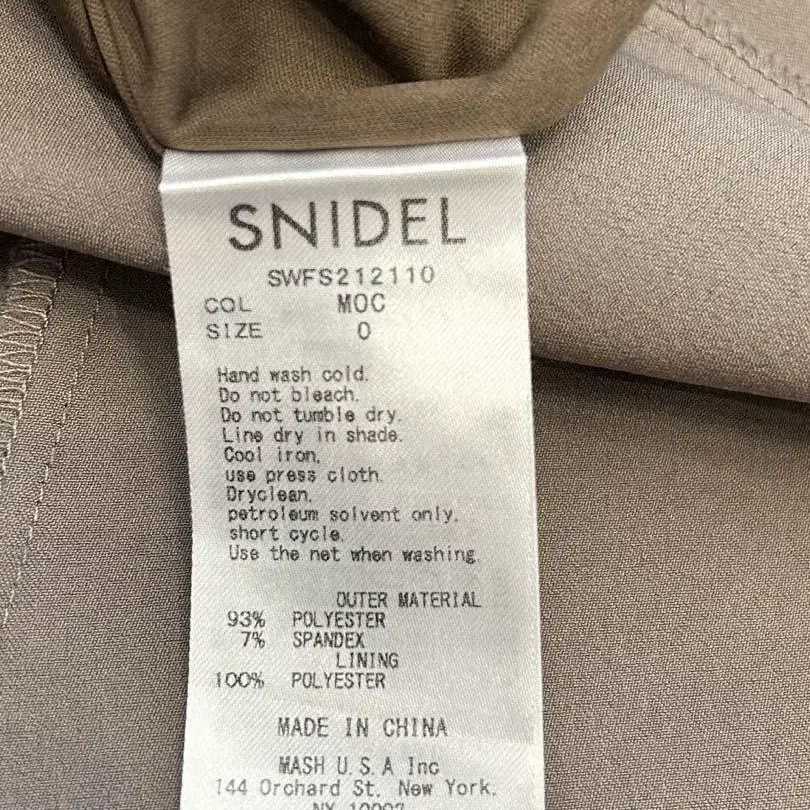 SNIDEL
SWFS212110
COL MOC
SIZE 0
Hand wash cold.
Do not bleach.
Do not tumble dry.
Line dry in shade.
Cool iron,
use press cloth.
Dryclean,
petroleum solvent only,
short cycle.
Use the net when washing.
OUTER MATERIAL
93% POLYESTER
7% SPANDEX
LINING
100% POLYESTER
MADE IN CHINA
MASH U.S.A Inc
144 Orchard St. New York.
NY